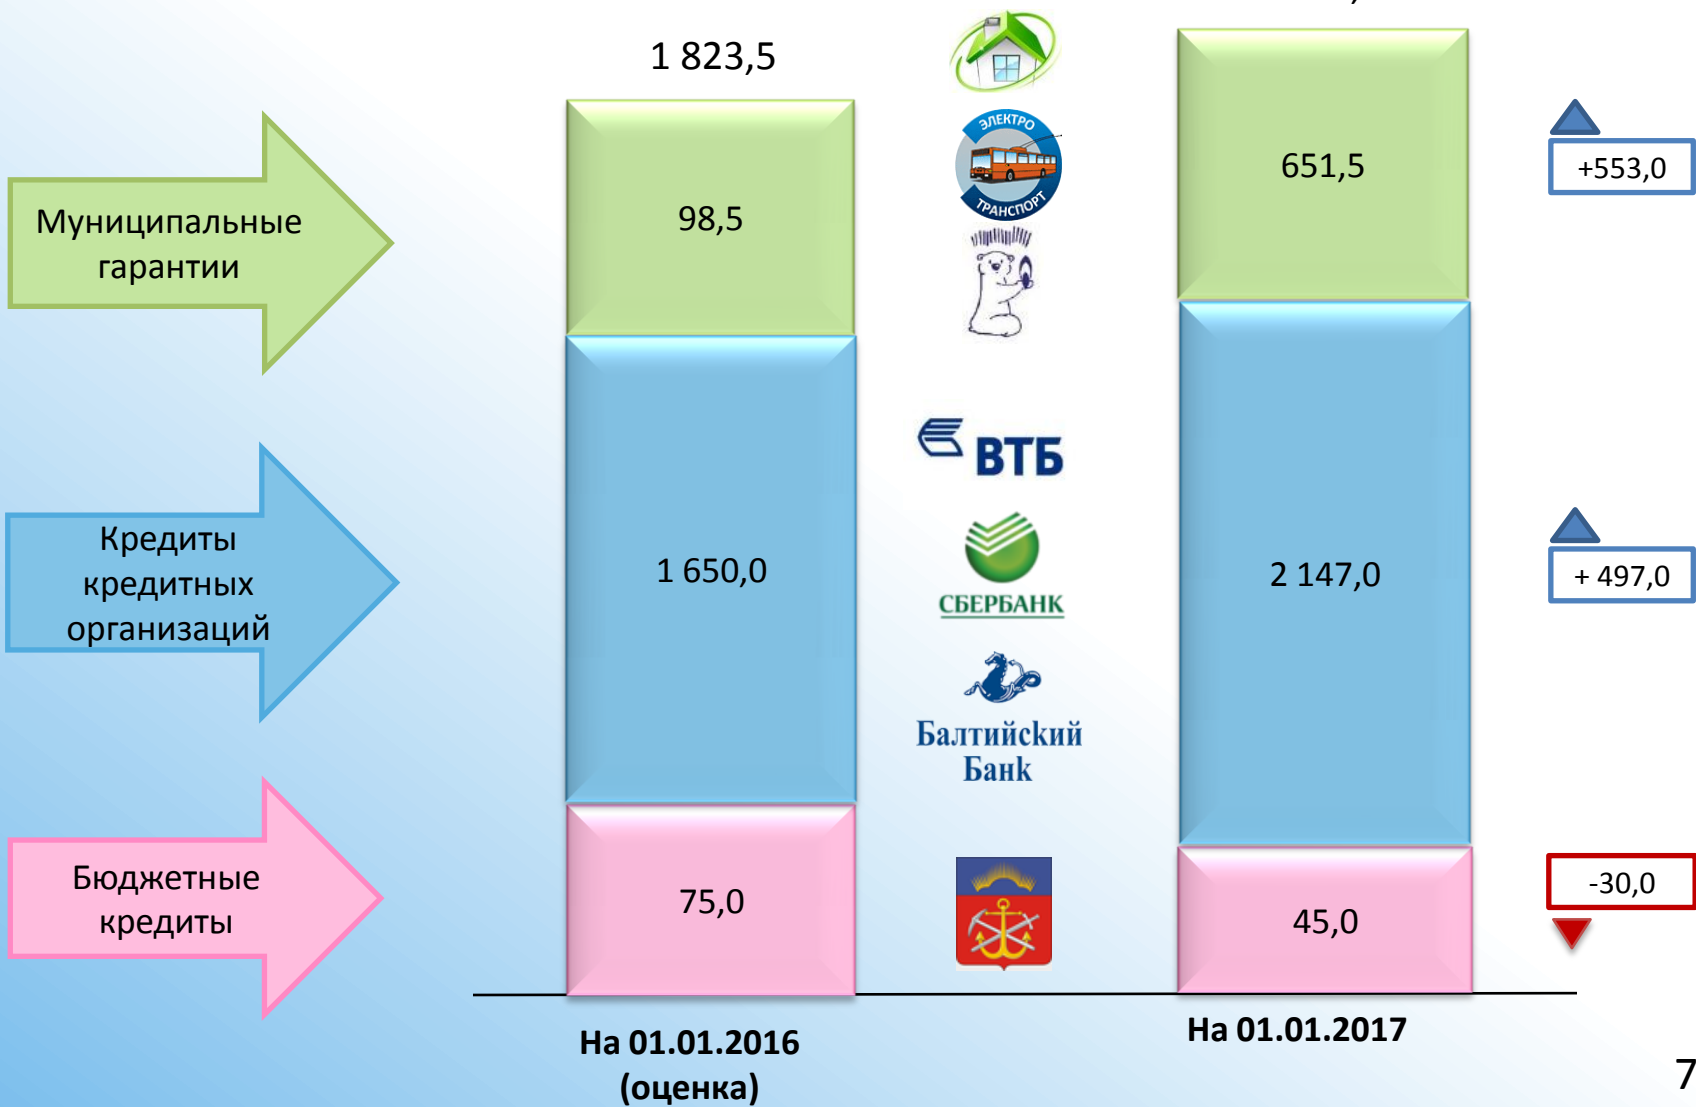 1 823,5
Муниципальные
гарантии
98,5
ЭЛЕКТРО
ТРАНСПОРТ
651,5
+553,0
Кредиты
кредитных
организаций
1 650,0
ВТБ
СБЕРБАНК
Балтийский
Банк
2 147,0
+ 497,0
Бюджетные
кредиты
75,0
45,0
-30,0
На 01.01.2016
(оценка)
На 01.01.2017
7